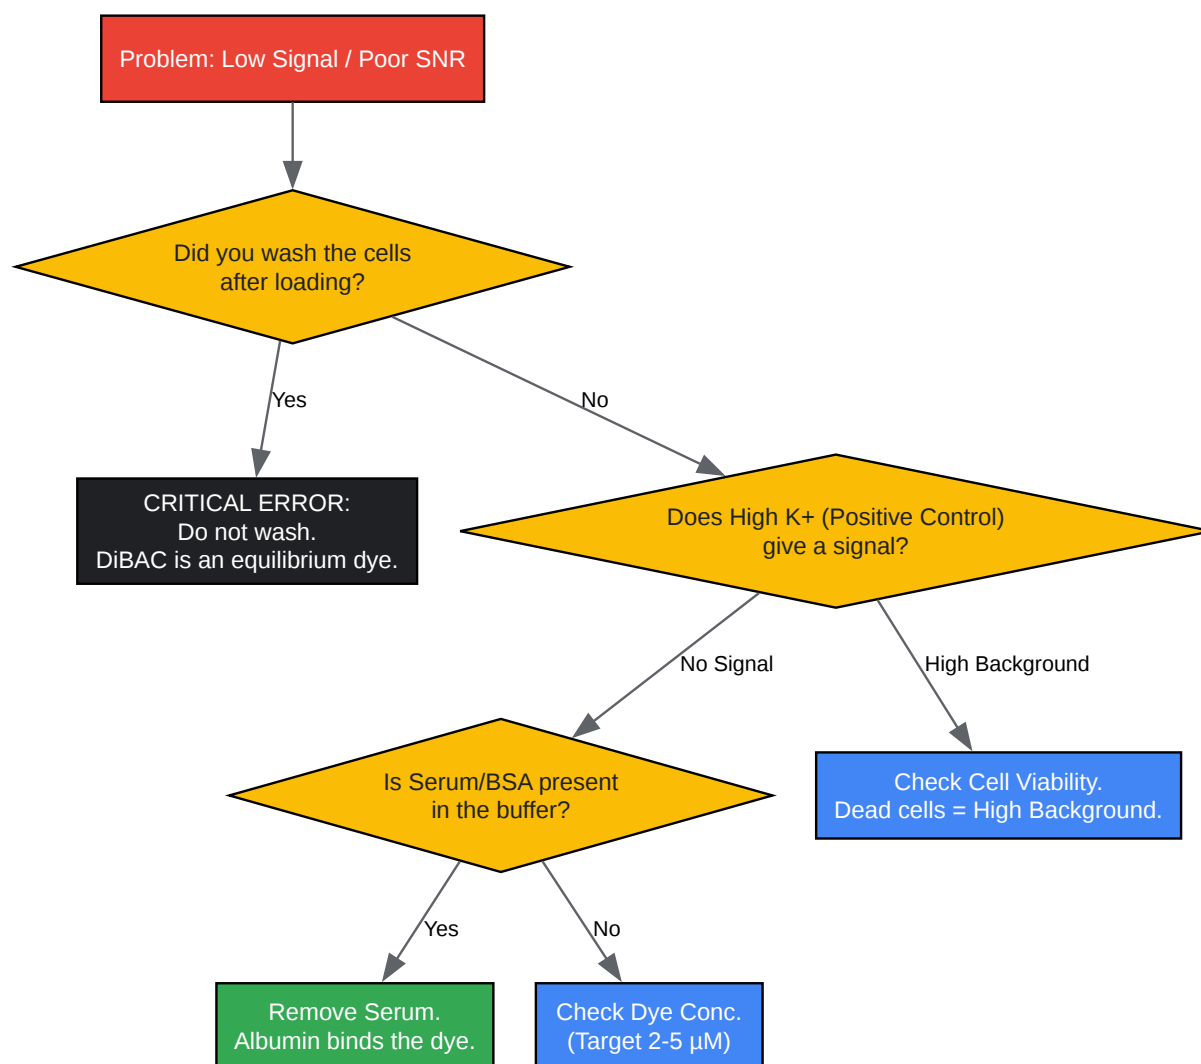 Problem: Low Signal / Poor SNR
Did you wash the cells
after loading?
Yes
No
CRITICAL ERROR:
Do not wash.
DiBAC is an equilibrium dye.
Does High K+ (Positive Control)
give a signal?
No Signal
High Background
Is Serum/BSA present
in the buffer?
Check Cell Viability.
Dead cells = High Background.
Yes
No
Remove Serum.
Albumin binds the dye.
Check Dye Conc.
(Target 2-5 µM)